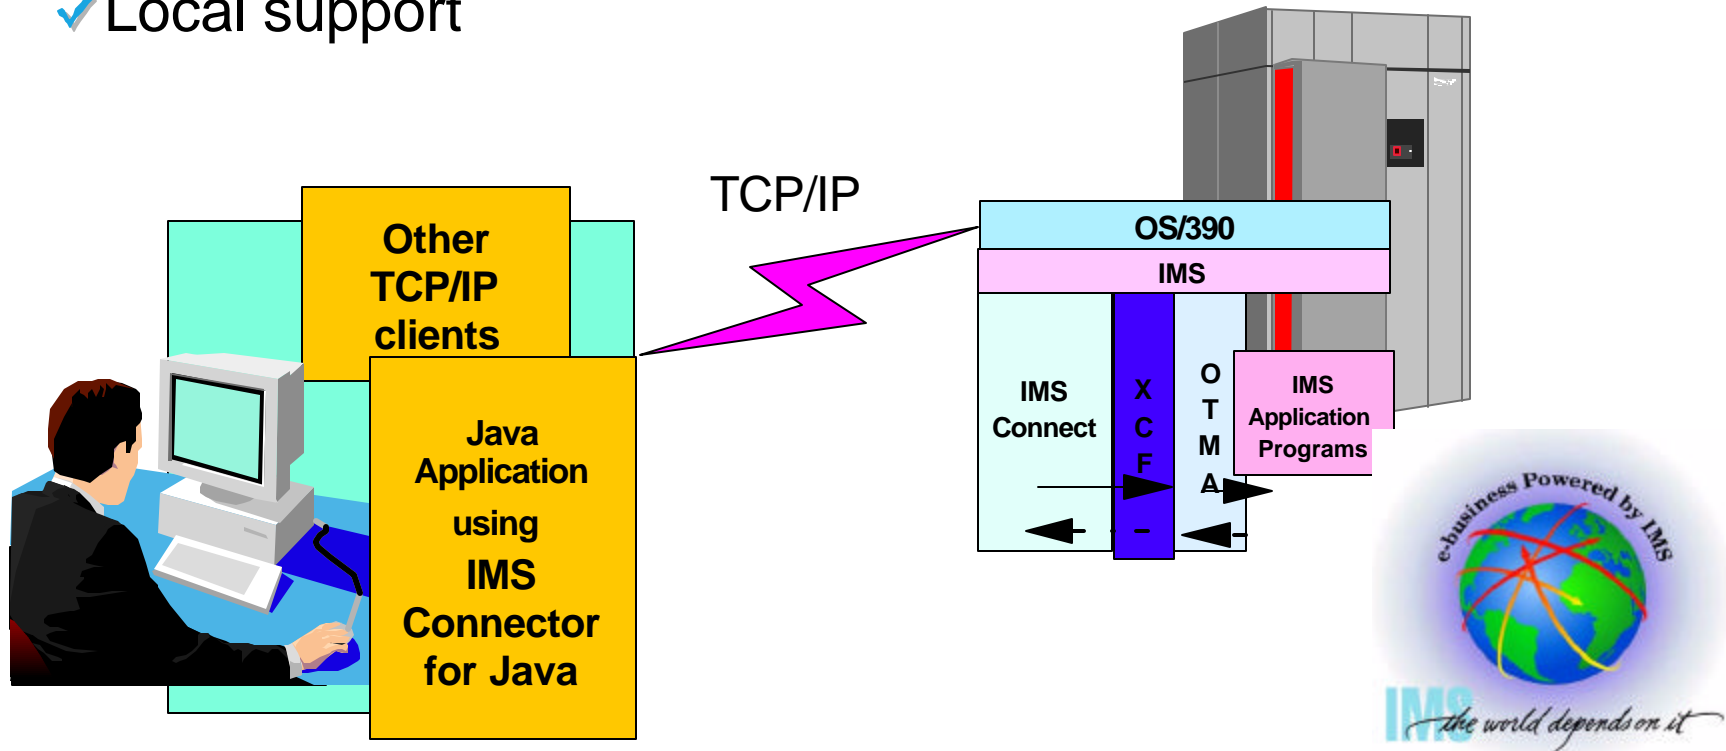 Local support
TCP/IP
Other
TCP/IP
clients
Java
Application
using
IMS
Connector
for Java
OS/390
IMS
IMS
Connect
X
C
F
O
T
M
A
IMS
Application
Programs
e-business Powered by IMS
IMS
the world depends on it